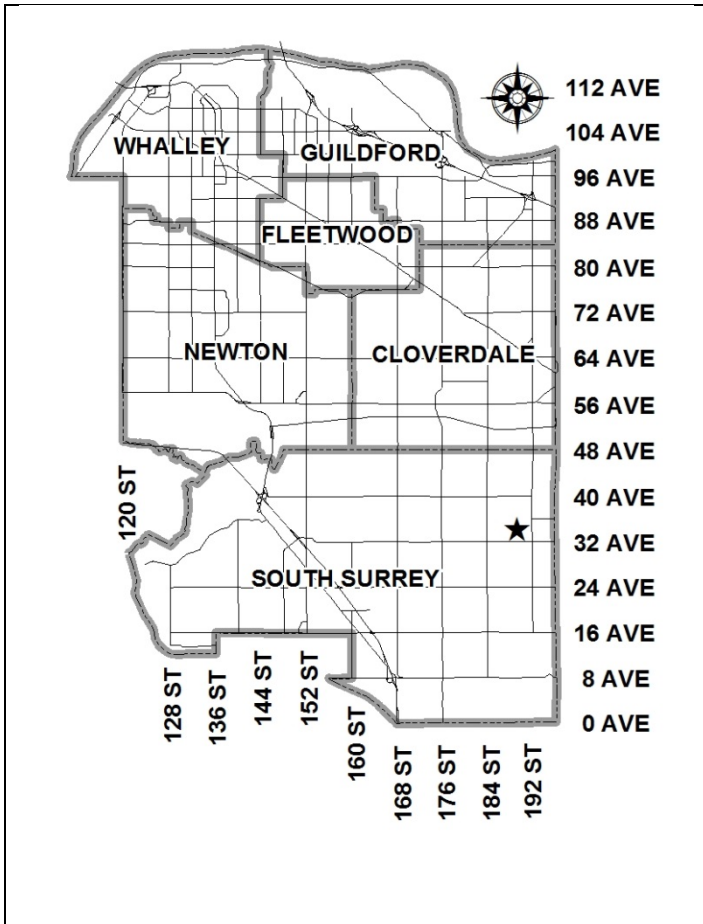 112 AVE
104 AVE
WHALLEY
GUILDFORD
96 AVE
88 AVE
FLEETWOOD
80 AVE
72 AVE
NEWTON
CLOVERDALE
64 AVE
56 AVE
48 AVE
120 ST
40 AVE
32 AVE
SOUTH SURREY
24 AVE
16 AVE
128 ST
136 ST
144 ST
152 ST
160 ST
8 AVE
0 AVE
168 ST
176 ST
184 ST
192 ST